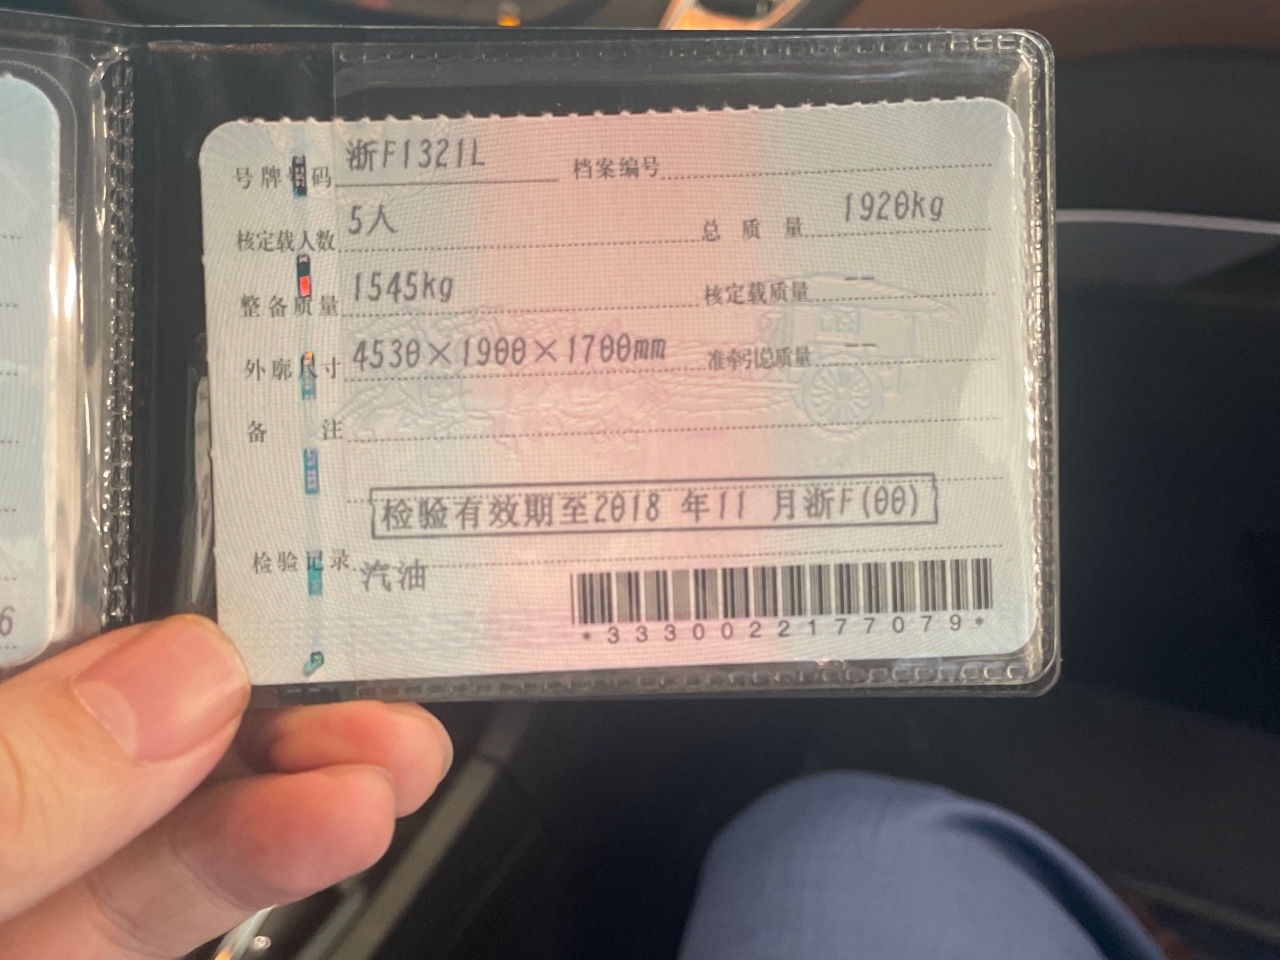 号牌号码 浙F1321L 档案编号
核定载人数 5人 总质量 1920kg
整备质量 1545kg 核定载质量 --
外廓尺寸 4530×1900×1700mm 准牵引总质量 --
备注
检验有效期至2018 年11 月浙F(00)
检验记录 汽油
*3330022177079*
6